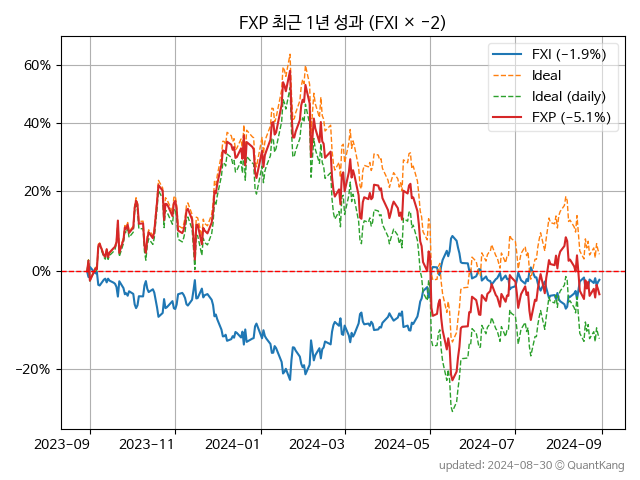 FXP 최근 1년 성과 (FXI × −2)
60%
40%
20%
0%
−20%
FXI (−1.9%)
Ideal
Ideal (daily)
FXP (−5.1%)
2023-09
2023-11
2024-01
2024-03
2024-05
2024-07
2024-09
updated: 2024-08-30 © QuantKang